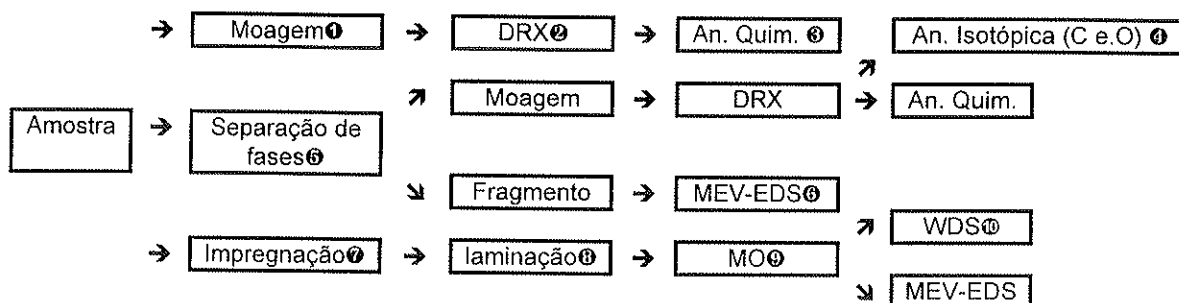 Moagem❶ DRX❷ An. Quim. ❸ An. Isotópica (C e.O) ❹
Moagem DRX An. Quim.
Amostra Separação de
fases❺
Fragmento MEV-EDS❻
WDS❿
Impregnação❼ laminação❽ MO❾
MEV-EDS